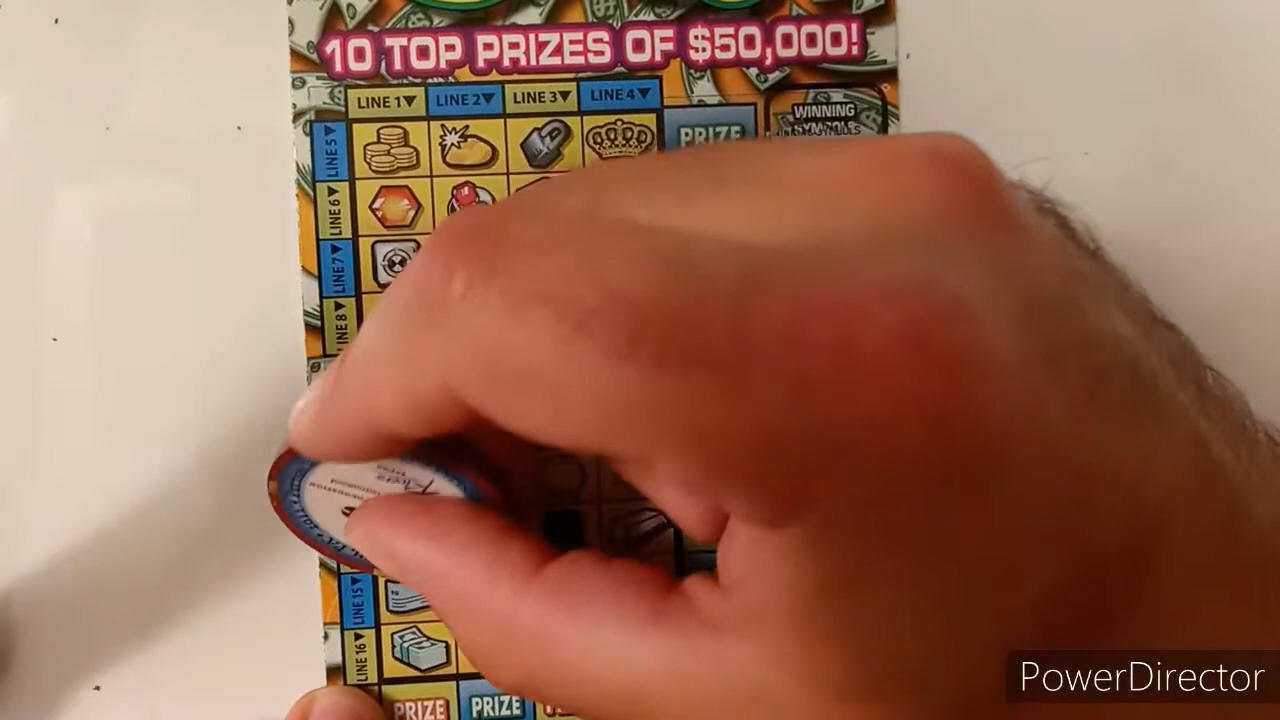 10 TOP PRIZES OF $50,000!
LINE 1 LINE 2 LINE 3 LINE 4
WINNING
PRIZE
LINE 5
LINE 6
LINE 7
LINE 8
LINE 15
LINE 16
PRIZE PRIZE
PowerDirector